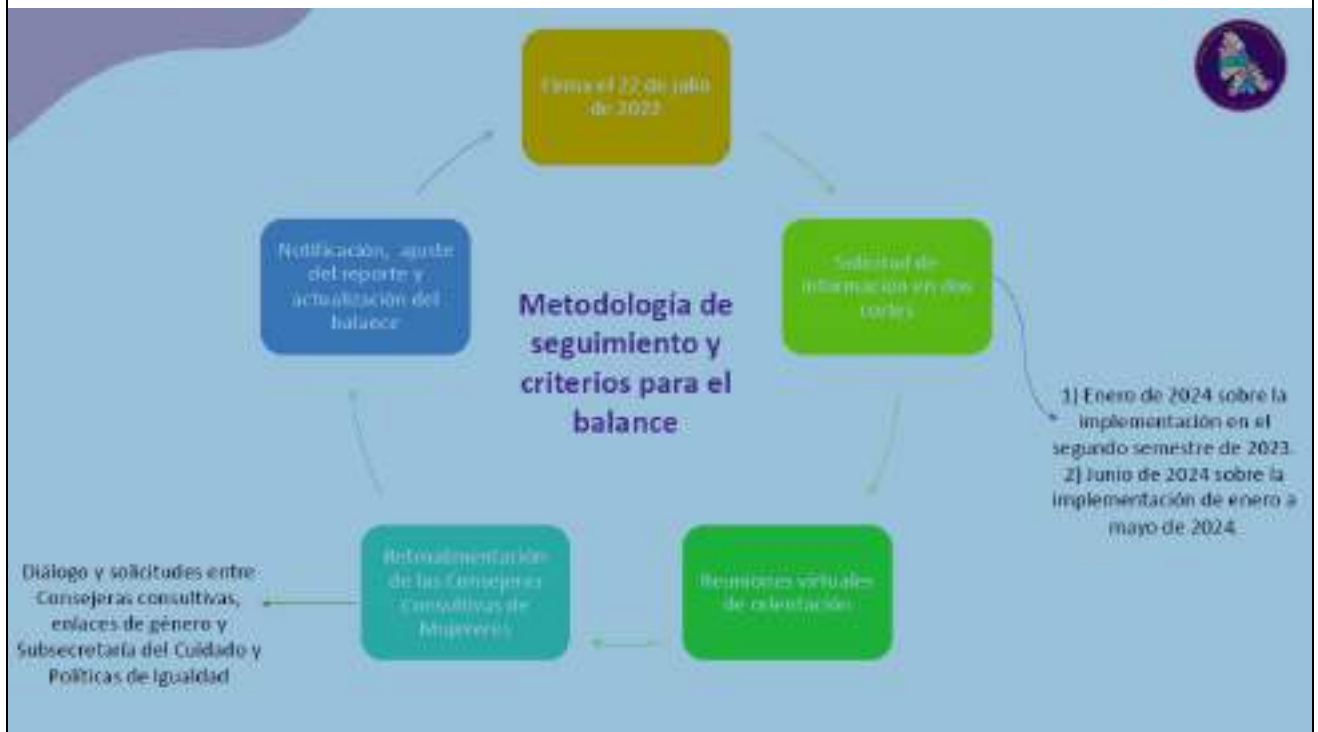 Firma el 22 de julio
de 2022
Solicitud de
información en dos
cortes
1) Enero de 2024 sobre la
implementación en el
segundo semestre de 2023.
2) Junio de 2024 sobre la
implementación de enero a
mayo de 2024.
Reuniones virtuales
de orientación
Retroalimentación
de las Consejeras
Consultivas de
Mujereres
Diálogo y solicitudes entre
Consejeras consultivas,
enlaces de género y
Subsecretaría del Cuidado y
Políticas de Igualdad
Notificación, ajuste
del reporte y
actualización del
balance
Metodología de
seguimiento y
criterios para el
balance